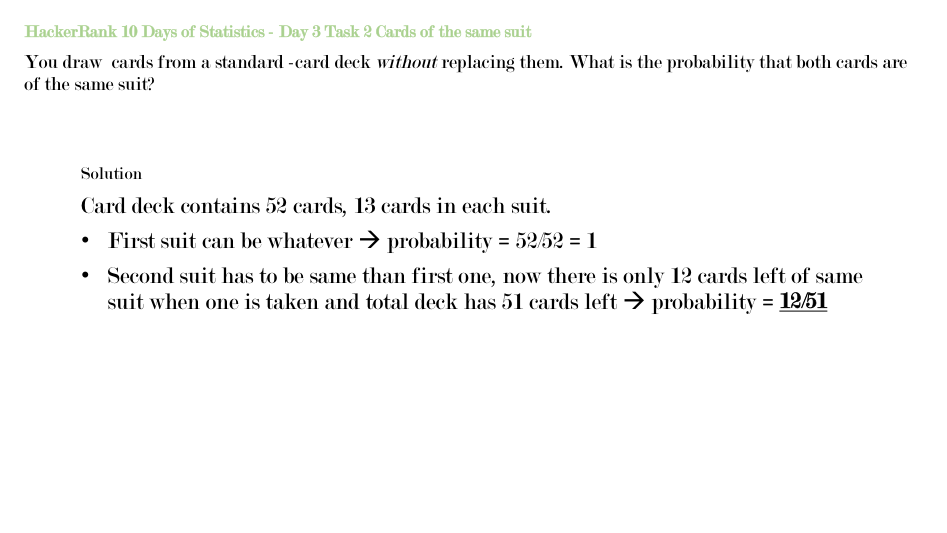 HackerRank 10 Days of Statistics - Day 3 Task 2 Cards of the same suit
You draw  cards from a standard -card deck without replacing them. What is the probability that both cards are
of the same suit?
Solution
Card deck contains 52 cards, 13 cards in each suit.
• First suit can be whatever → probability = 52/52 = 1
• Second suit has to be same than first one, now there is only 12 cards left of same
suit when one is taken and total deck has 51 cards left → probability = 12/51